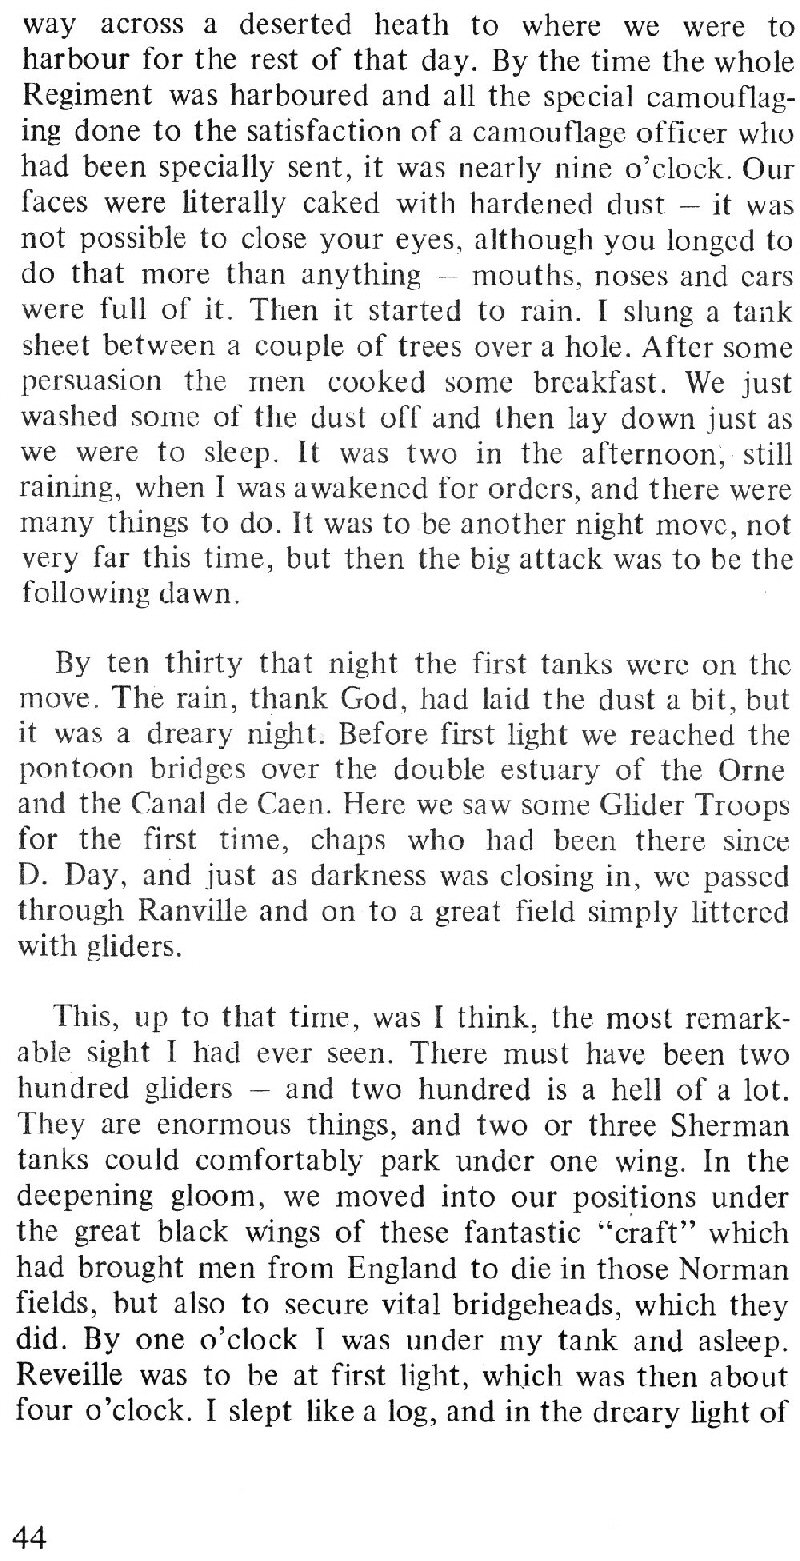 way across a deserted heath to where we were to
harbour for the rest of that day. By the time the whole
Regiment was harboured and all the special camouflag-
ing done to the satisfaction of a camouflage officer who
had been specially sent, it was nearly nine o'clock. Our
faces were literally caked with hardened dust – it was
not possible to close your eyes, although you longed to
do that more than anything – mouths, noses and ears
were full of it. Then it started to rain. I slung a tank
sheet between a couple of trees over a hole. After some
persuasion the men cooked some breakfast. We just
washed some of the dust off and then lay down just as
we were to sleep. It was two in the afternoon, still
raining, when I was awakened for orders, and there were
many things to do. It was to be another night move, not
very far this time, but then the big attack was to be the
following dawn.
By ten thirty that night the first tanks were on the
move. The rain, thank God, had laid the dust a bit, but
it was a dreary night. Before first light we reached the
pontoon bridges over the double estuary of the Orne
and the Canal de Caen. Here we saw some Glider Troops
for the first time, chaps who had been there since
D. Day, and just as darkness was closing in, we passed
through Ranville and on to a great field simply littered
with gliders.
This, up to that time, was I think, the most remark-
able sight I had ever seen. There must have been two
hundred gliders – and two hundred is a hell of a lot.
They are enormous things, and two or three Sherman
tanks could comfortably park under one wing. In the
deepening gloom, we moved into our positions under
the great black wings of these fantastic “craft” which
had brought men from England to die in those Norman
fields, but also to secure vital bridgeheads, which they
did. By one o'clock I was under my tank and asleep.
Reveille was to be at first light, which was then about
four o'clock. I slept like a log, and in the dreary light of
44